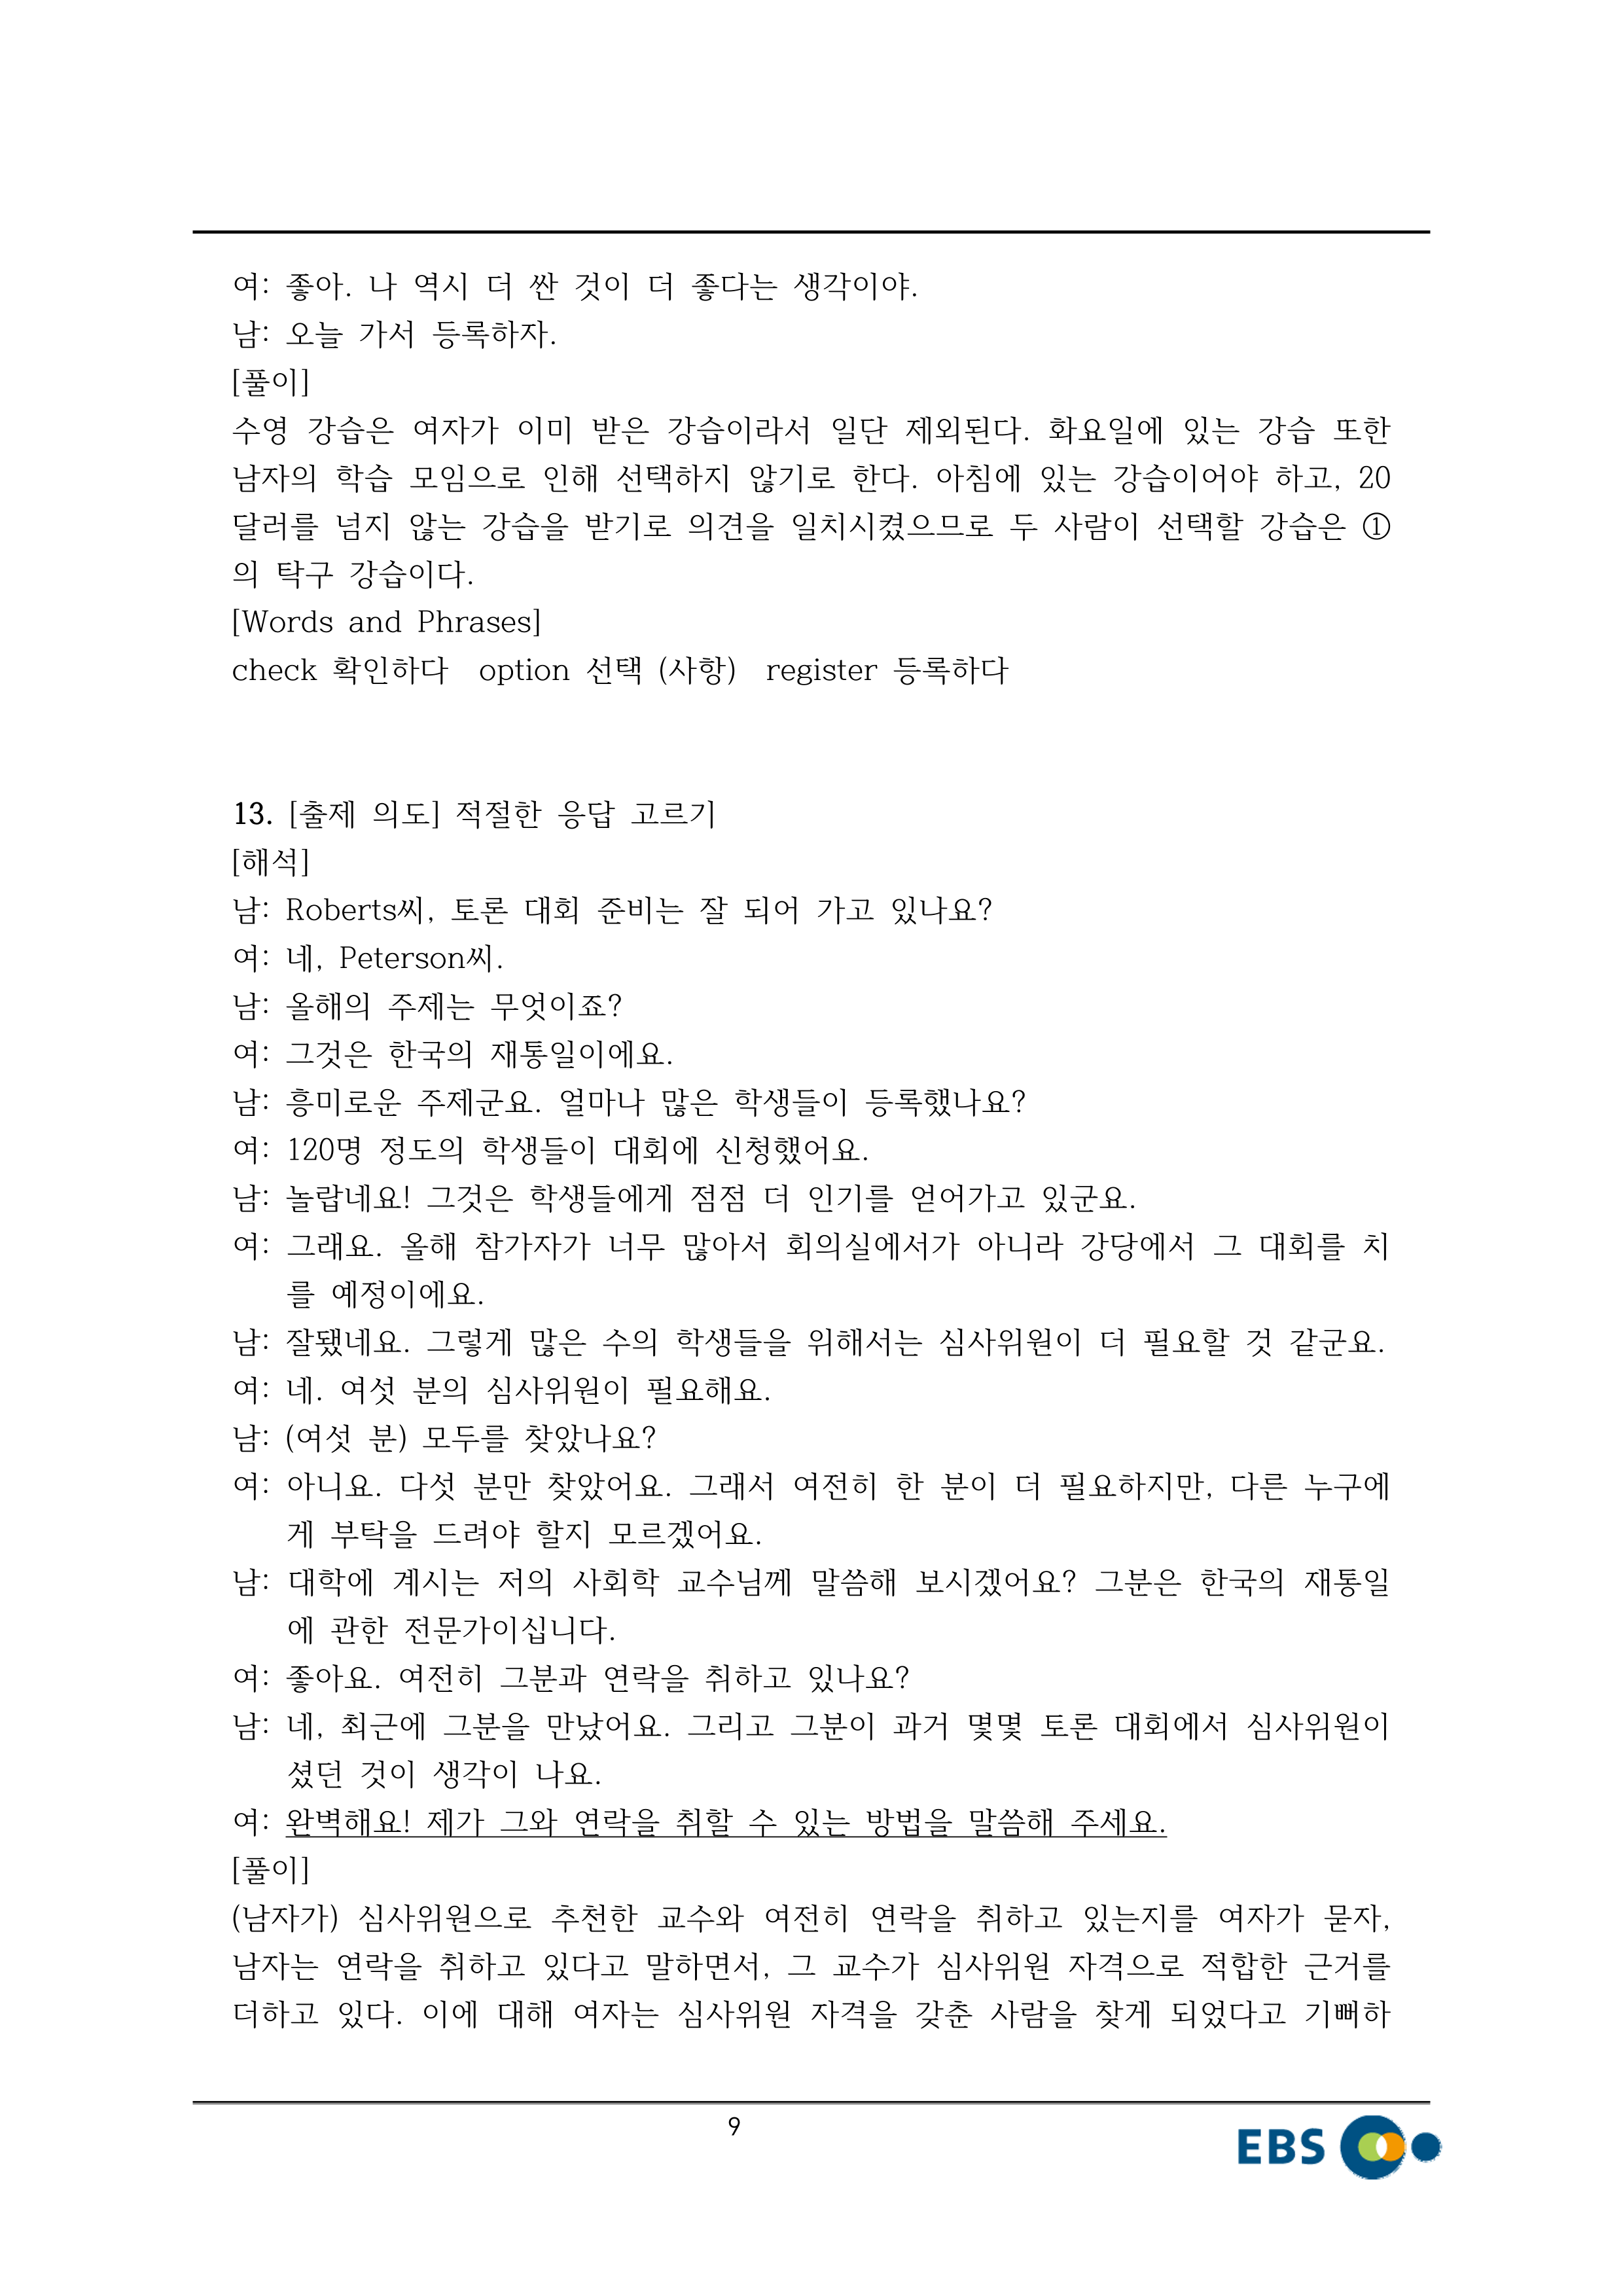 여: 좋아. 나 역시 더 싼 것이 더 좋다는 생각이야.
남: 오늘 가서 등록하자.
[풀이]
수영 강습은 여자가 이미 받은 강습이라서 일단 제외된다. 화요일에 있는 강습 또한
남자의 학습 모임으로 인해 선택하지 않기로 한다. 아침에 있는 강습이어야 하고, 20
달러를 넘지 않는 강습을 받기로 의견을 일치시켰으므로 두 사람이 선택할 강습은 ①
의 탁구 강습이다.
[Words and Phrases]
check 확인하다 option 선택 (사항) register 등록하다
13. [출제 의도] 적절한 응답 고르기
[해석]
남: Roberts씨, 토론 대회 준비는 잘 되어 가고 있나요?
여: 네, Peterson씨.
남: 올해의 주제는 무엇이죠?
여: 그것은 한국의 재통일이에요.
남: 흥미로운 주제군요. 얼마나 많은 학생들이 등록했나요?
여: 120명 정도의 학생들이 대회에 신청했어요.
남: 놀랍네요! 그것은 학생들에게 점점 더 인기를 얻어가고 있군요.
여: 그래요. 올해 참가자가 너무 많아서 회의실에서가 아니라 강당에서 그 대회를 치
를 예정이에요.
남: 잘됐네요. 그렇게 많은 수의 학생들을 위해서는 심사위원이 더 필요할 것 같군요.
여: 네. 여섯 분의 심사위원이 필요해요.
남: (여섯 분) 모두를 찾았나요?
여: 아니요. 다섯 분만 찾았어요. 그래서 여전히 한 분이 더 필요하지만, 다른 누구에
게 부탁을 드려야 할지 모르겠어요.
남: 대학에 계시는 저의 사회학 교수님께 말씀해 보시겠어요? 그분은 한국의 재통일
에 관한 전문가이십니다.
여: 좋아요. 여전히 그분과 연락을 취하고 있나요?
남: 네, 최근에 그분을 만났어요. 그리고 그분이 과거 몇몇 토론 대회에서 심사위원이
셨던 것이 생각이 나요.
여: 완벽해요! 제가 그와 연락을 취할 수 있는 방법을 말씀해 주세요.
[풀이]
(남자가) 심사위원으로 추천한 교수와 여전히 연락을 취하고 있는지를 여자가 묻자,
남자는 연락을 취하고 있다고 말하면서, 그 교수가 심사위원 자격으로 적합한 근거를
더하고 있다. 이에 대해 여자는 심사위원 자격을 갖춘 사람을 찾게 되었다고 기뻐하
9
EBS